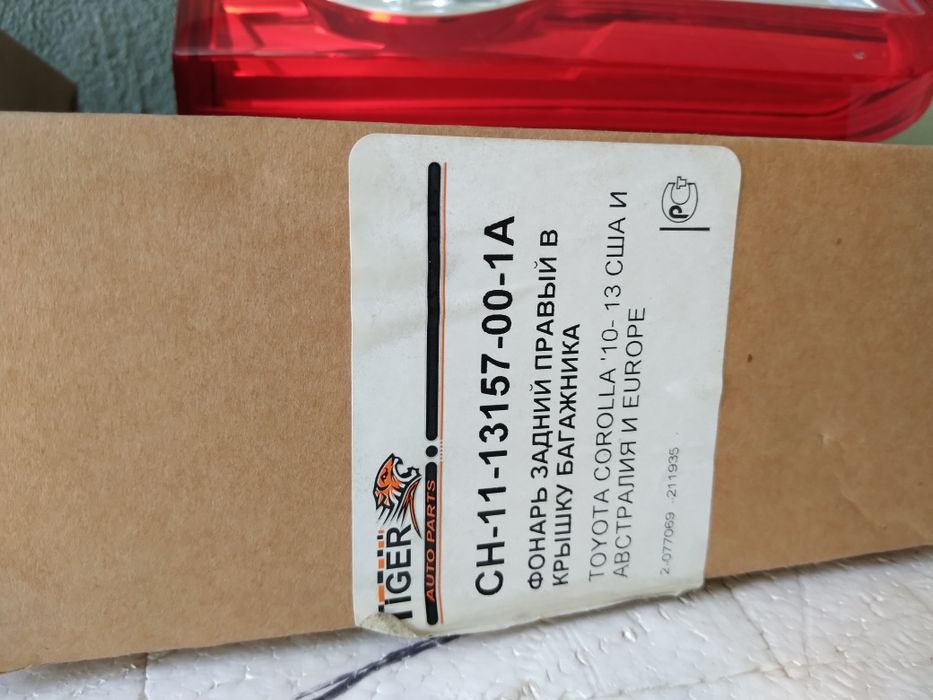 TIGER
AUTO PARTS
CH-11-13157-00-1A
ФОНАРЬ ЗАДНИЙ ПРАВЫЙ В
КРЫШКУ БАГАЖНИКА
TOYOTA COROLLA '10- 13 США И
АВСТРАЛИЯ И EUROPE
2-077069 -211935
РСТ